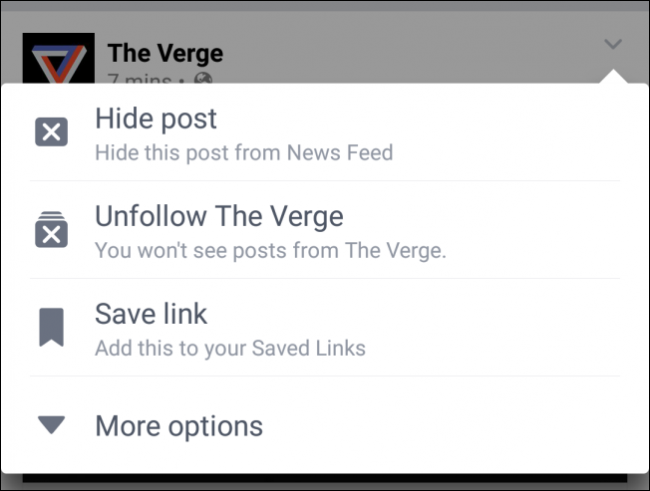 The Verge
7 mins •
Hide post
Hide this post from News Feed
Unfollow The Verge
You won't see posts from The Verge.
Save link
Add this to your Saved Links
More options